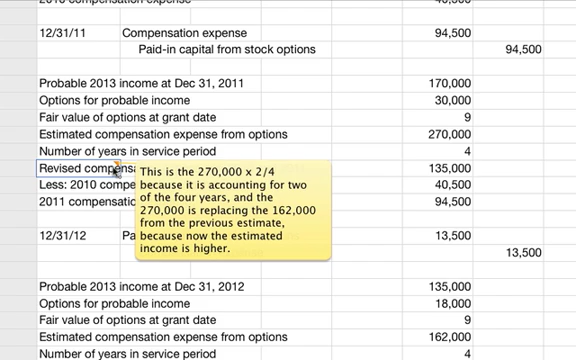 2010 compensation expense 40,500
12/31/11 Compensation expense 94,500
Paid-in capital from stock options 94,500
Probable 2013 income at Dec 31, 2011 170,000
Options for probable income 30,000
Fair value of options at grant date 9
Estimated compensation expense from options 270,000
Number of years in service period 4
Revised compensa 135,000
Less: 2010 compe 40,500
2011 compensatio 94,500
This is the 270,000 x 2/4
because it is accounting for two
of the four years, and the
270,000 is replacing the 162,000
from the previous estimate,
because now the estimated
income is higher.
12/31/12 Pa 13,500
13,500
Probable 2013 income at Dec 31, 2012 135,000
Options for probable income 18,000
Fair value of options at grant date 9
Estimated compensation expense from options 162,000
Number of years in service period 4